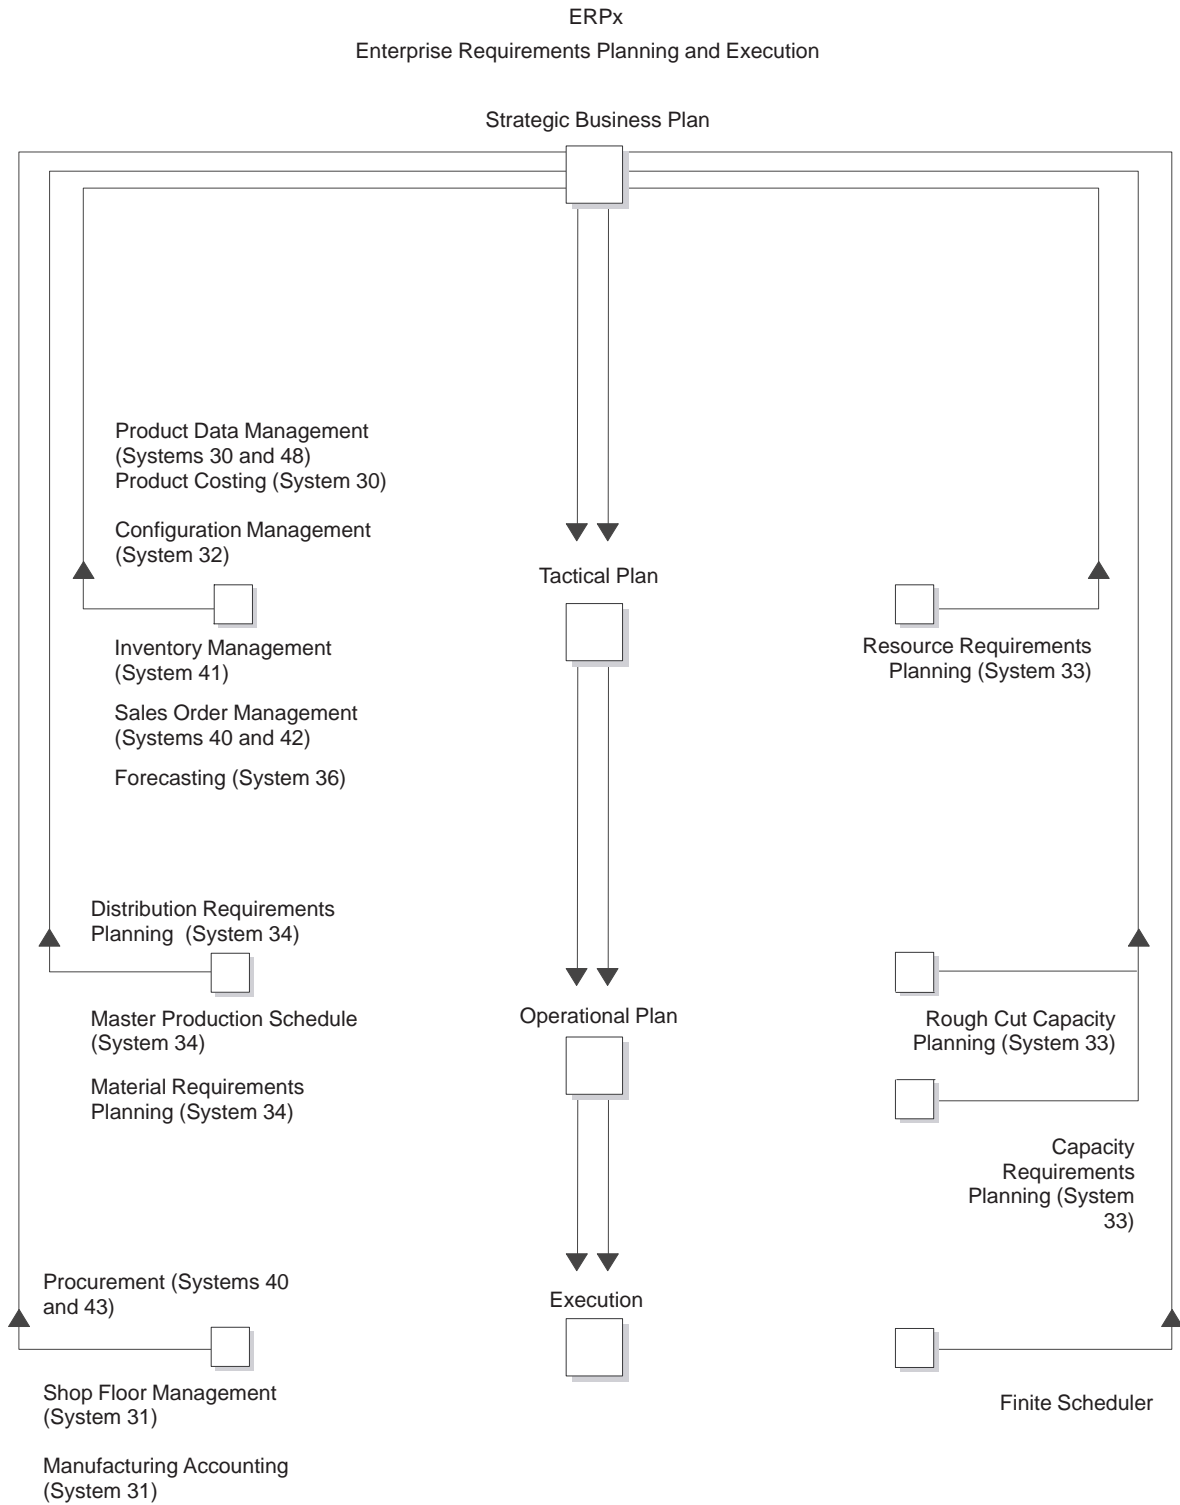 ERPx
Enterprise Requirements Planning and Execution
Strategic Business Plan
Product Data Management
(Systems 30 and 48)
Product Costing (System 30)
Configuration Management
(System 32)
Tactical Plan
Inventory Management
(System 41)
Resource Requirements
Planning (System 33)
Sales Order Management
(Systems 40 and 42)
Forecasting (System 36)
Distribution Requirements
Planning (System 34)
Operational Plan
Master Production Schedule
(System 34)
Rough Cut Capacity
Planning (System 33)
Material Requirements
Planning (System 34)
Capacity
Requirements
Planning (System
33)
Procurement (Systems 40
and 43)
Execution
Shop Floor Management
(System 31)
Finite Scheduler
Manufacturing Accounting
(System 31)